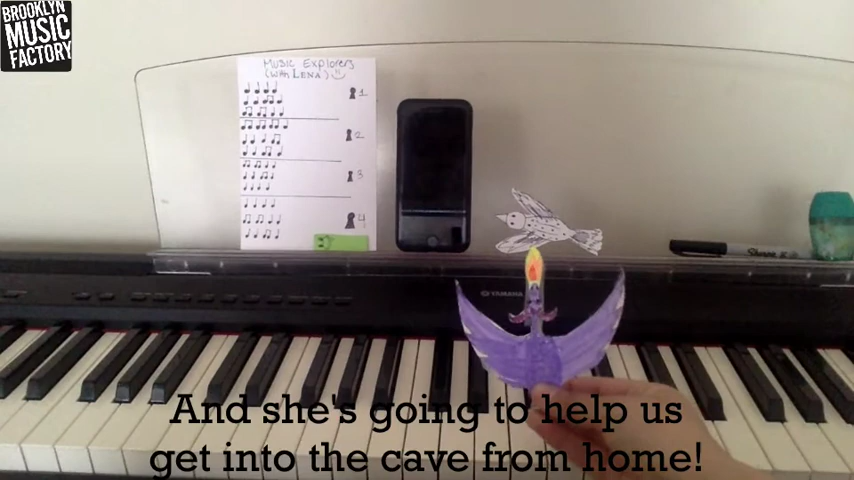 BROOKLYN
MUSIC
FACTORY
Music Explorers
(with LENA)
1
2
3
4
YAMAHA
Sharpie
And she's going to help us
get into the cave from home!